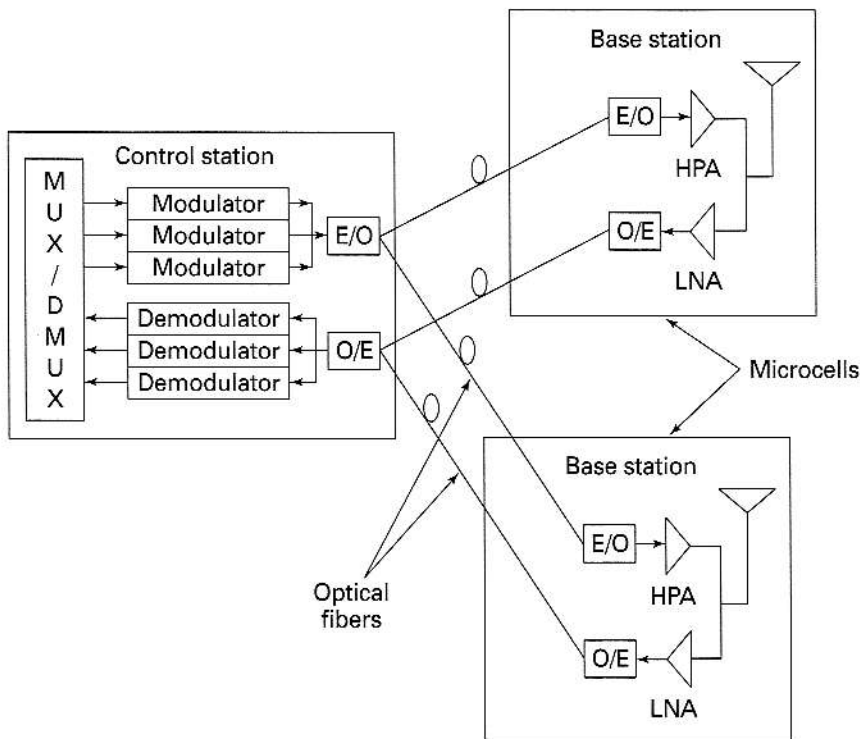 Control station
M
U
X
/
D
M
U
X
Modulator
Modulator
Modulator
E/O
Demodulator
Demodulator
Demodulator
O/E
Base station
E/O
HPA
O/E
LNA
Microcells
Base station
E/O
HPA
O/E
LNA
Optical
fibers